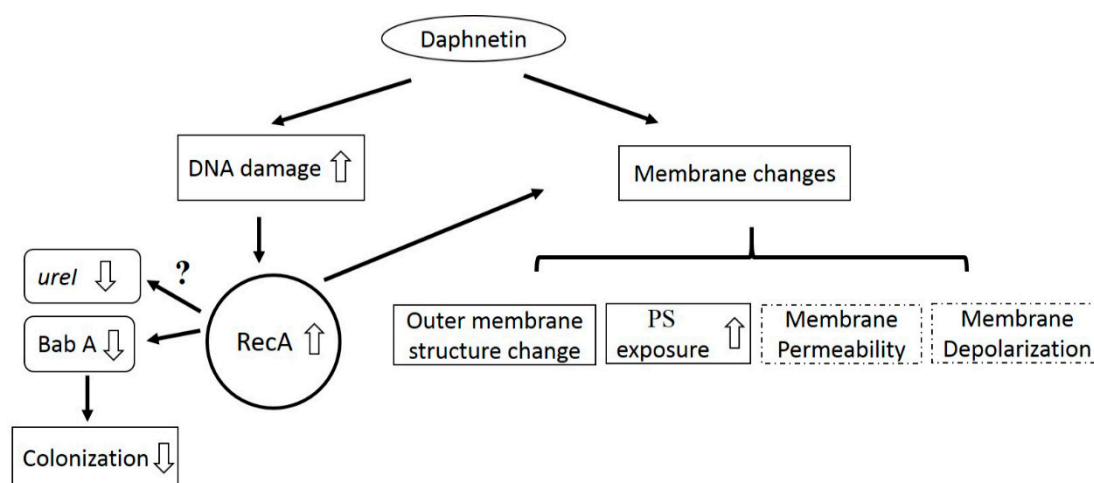 Daphnetin
DNA damage
Membrane changes
ureI
?
Bab A
RecA
Outer membrane
structure change
PS
exposure
Membrane
Permeability
Membrane
Depolarization
Colonization